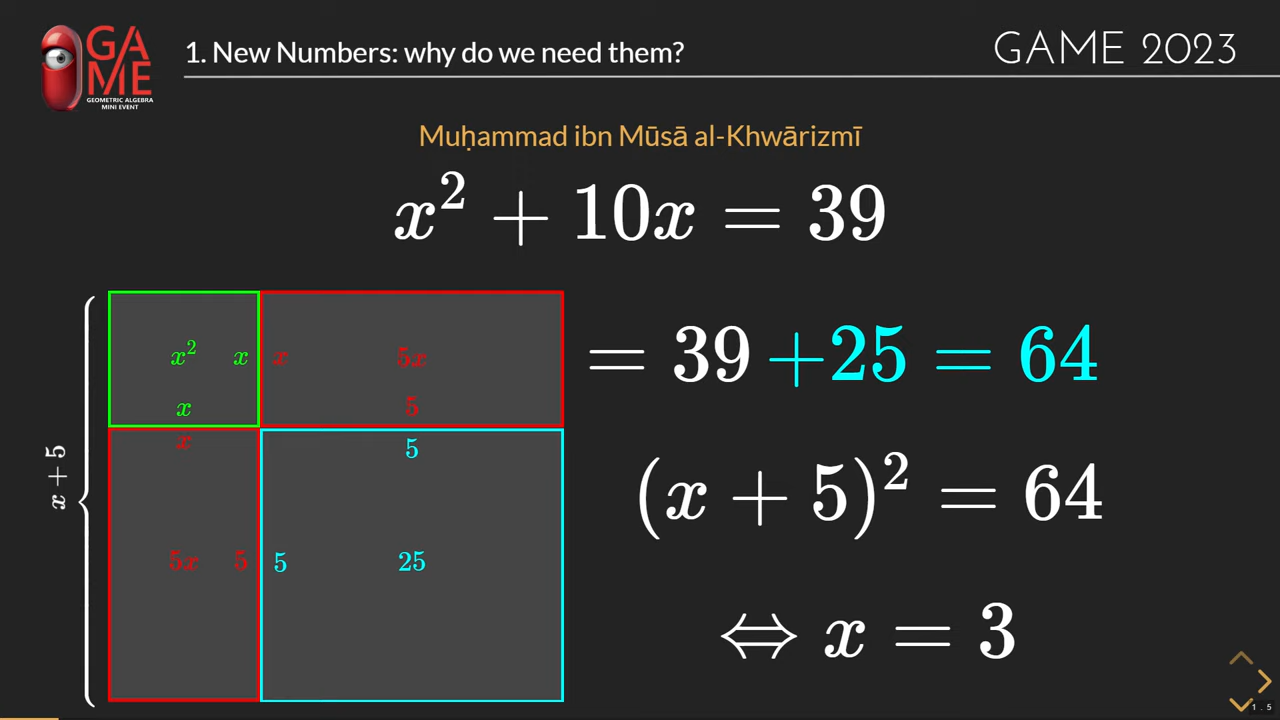 GA
ME
GEOMETRIC ALGEBRA
MINI EVENT
1. New Numbers: why do we need them?
GAME 2023
Muḥammad ibn Mūsā al-Khwārizmī
x² + 10x = 39
x² x x 5x
x 5
= 39 +25 = 64
x 5
x + 5
(x + 5)² = 64
5x 5 5 25
⇔ x = 3
1.5